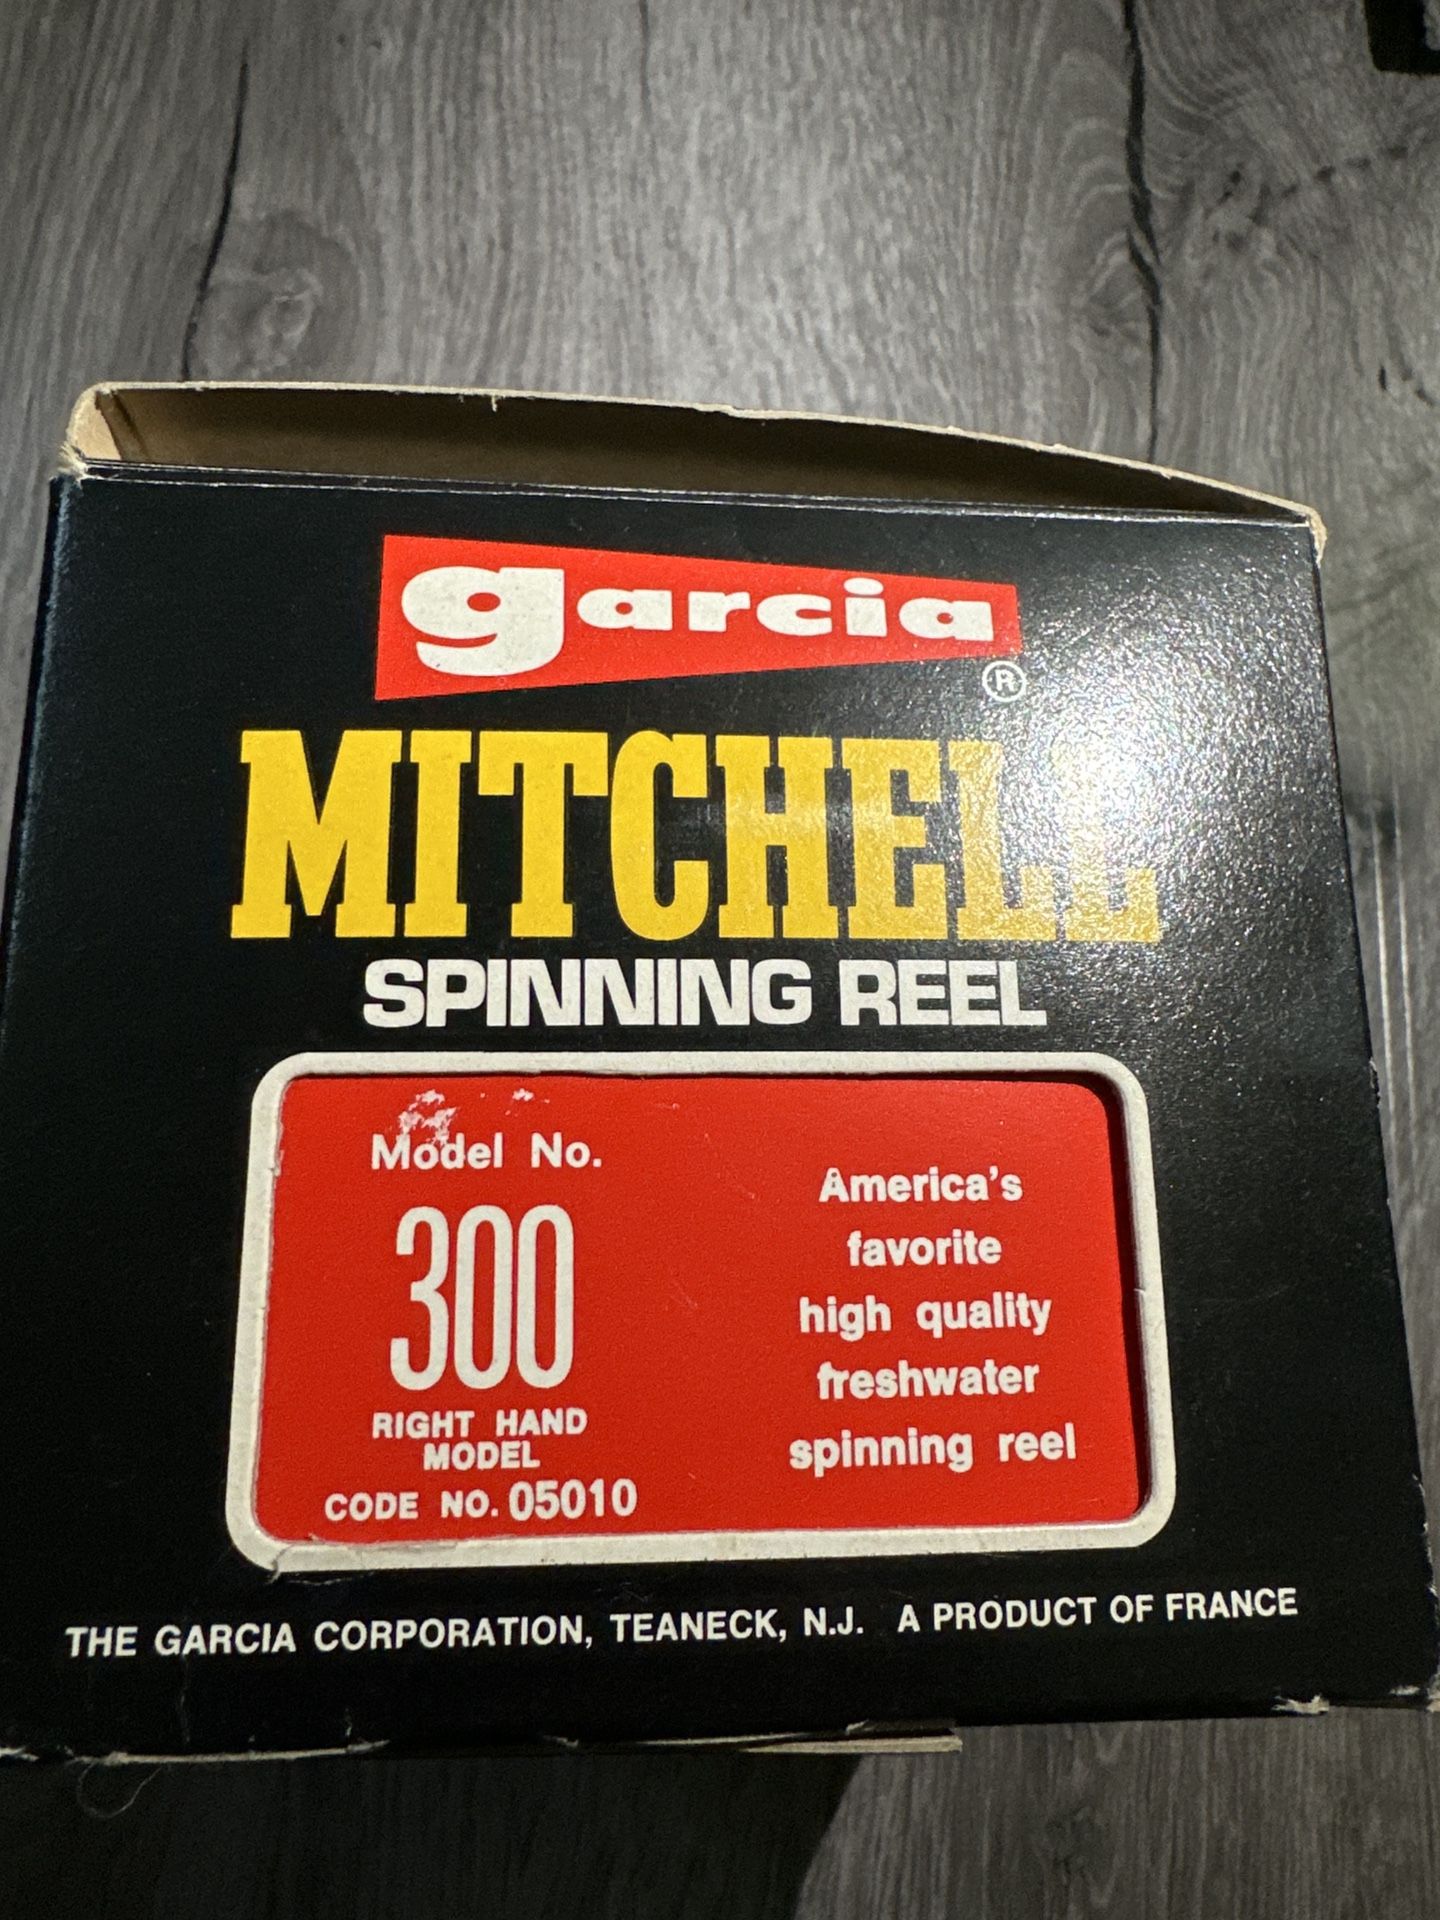 garcia
®
MITCHELL
SPINNING REEL
Model No.
300
RIGHT HAND
MODEL
CODE NO. 05010
America's
favorite
high quality
freshwater
spinning reel
THE GARCIA CORPORATION, TEANECK, N.J. A PRODUCT OF FRANCE